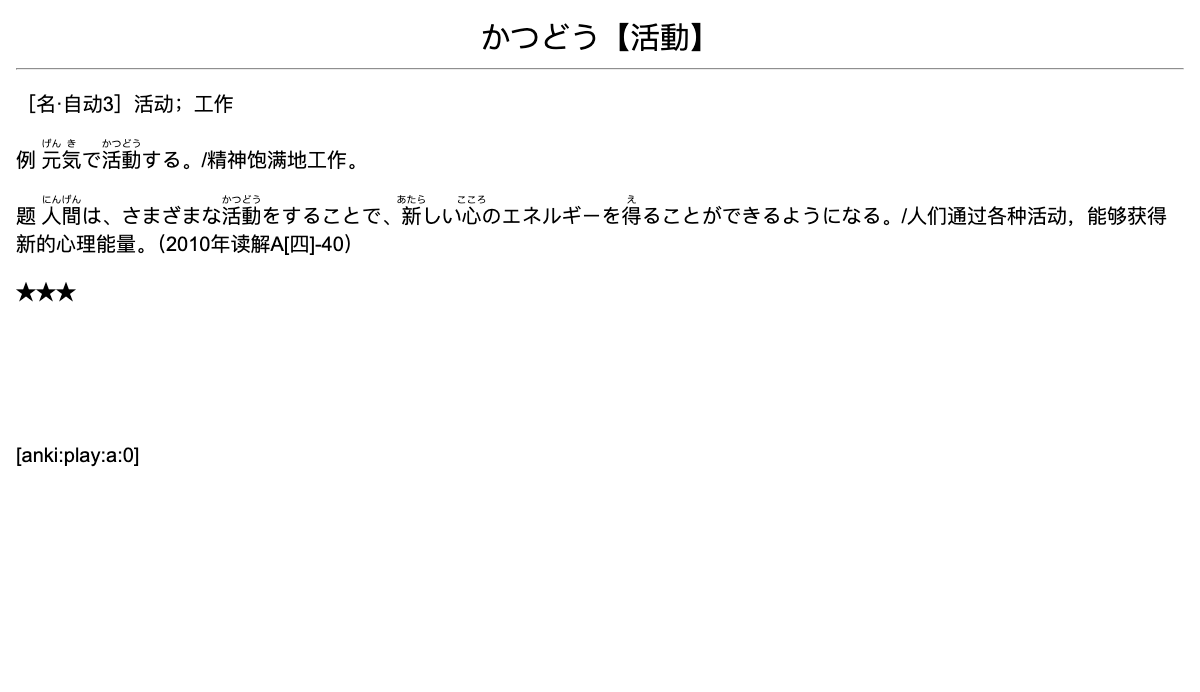 かつどう【活動】
［名·自动3］活动；工作
げん き かつどう
例 元気で活動する。/精神饱满地工作。
にんげん かつどう あたら こころ え
题 人間は、さまざまな活動をすることで、新しい心のエネルギーを得ることができるようになる。/人们通过各种活动，能够获得
新的心理能量。（2010年读解A[四]-40）
★★★
[anki:play:a:0]